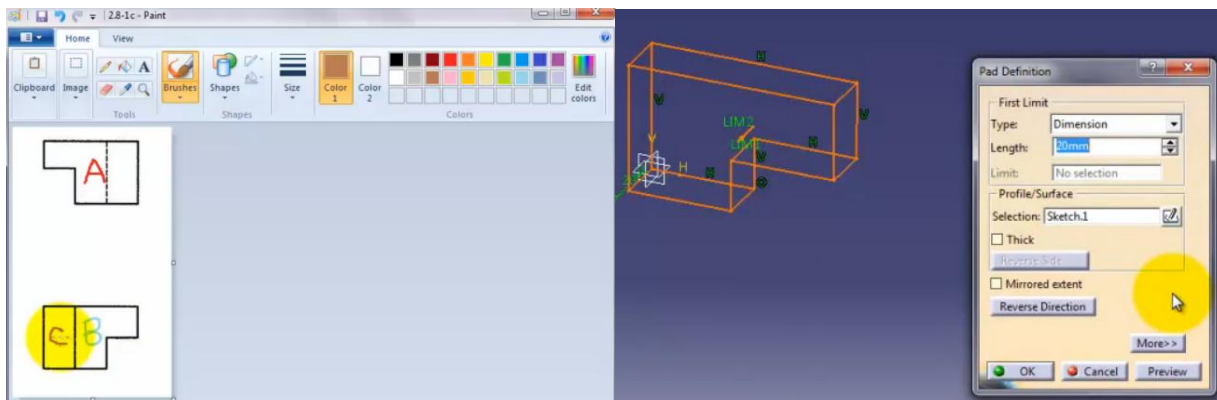 2.8-1c - Paint
Home View
Clipboard Image Brushes Shapes Size Color 1 Color 2 Edit colors
Tools Shapes Colors
A
C B
H
V
V
LIM2
LIM1
V
H
V
H
H
Pad Definition
First Limit
Type: Dimension
Length: 20mm
Limit: No selection
Profile/Surface
Selection: Sketch.1
Thick
Reverse Side
Mirrored extent
Reverse Direction
More>>
OK Cancel Preview